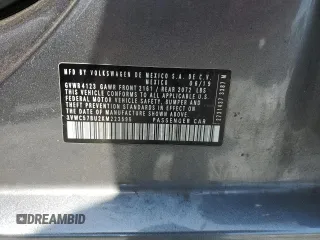 MFD BY VOLKSWAGEN DE MEXICO S.A. DE C.V.
MEXICO 06/19
GVWR 4123 GAWR FRONT 2161 / REAR 2072 LBS
THIS VEHICLE CONFORMS TO ALL APPLICABLE
FEDERAL MOTOR VEHICLE SAFETY, BUMPER AND
THEFT PREVENTION STANDARDS IN EFFECT ON
THE DATE OF MANUFACTURE SHOWN ABOVE.
PASSENGER CAR
DREAMBID